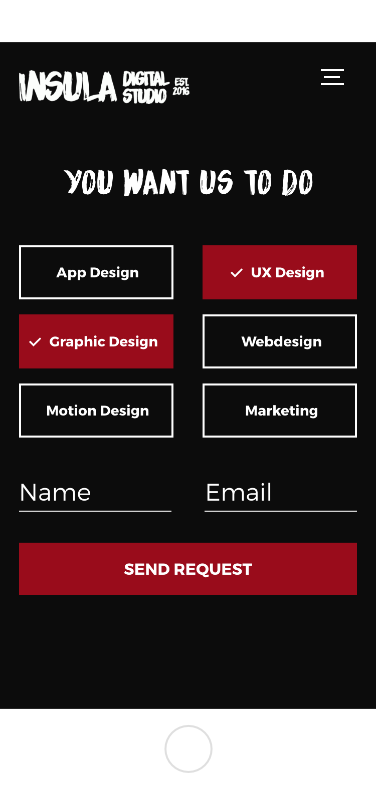 INSULA DIGITAL STUDIO EST. 2016
YOU WANT US TO DO
App Design
UX Design
Graphic Design
Webdesign
Motion Design
Marketing
Name
Email
SEND REQUEST